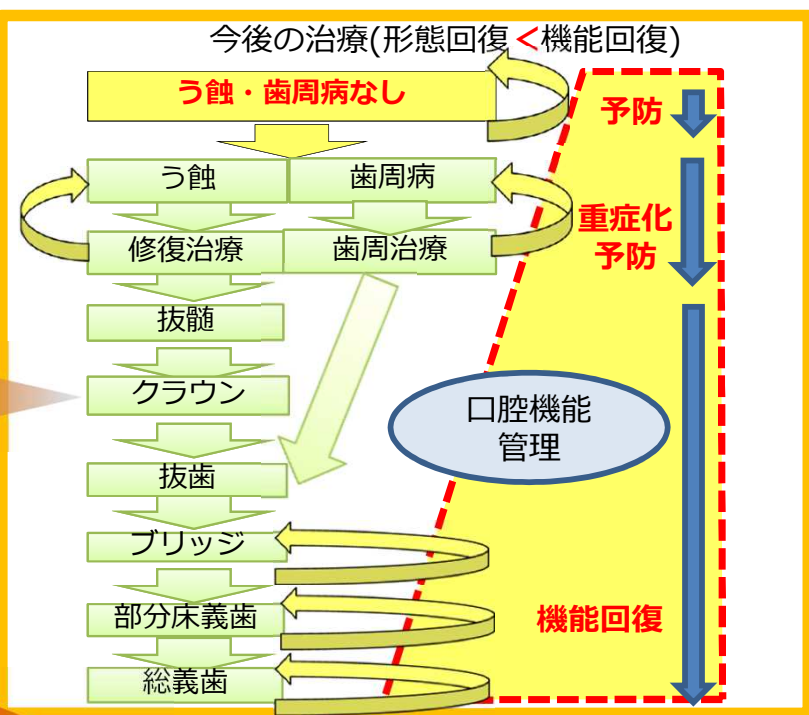 今後の治療(形態回復<機能回復)
う蝕・歯周病なし
予防
う蝕
歯周病
重症化
予防
修復治療
歯周治療
抜髄
クラウン
口腔機能
管理
抜歯
ブリッジ
部分床義歯
機能回復
総義歯